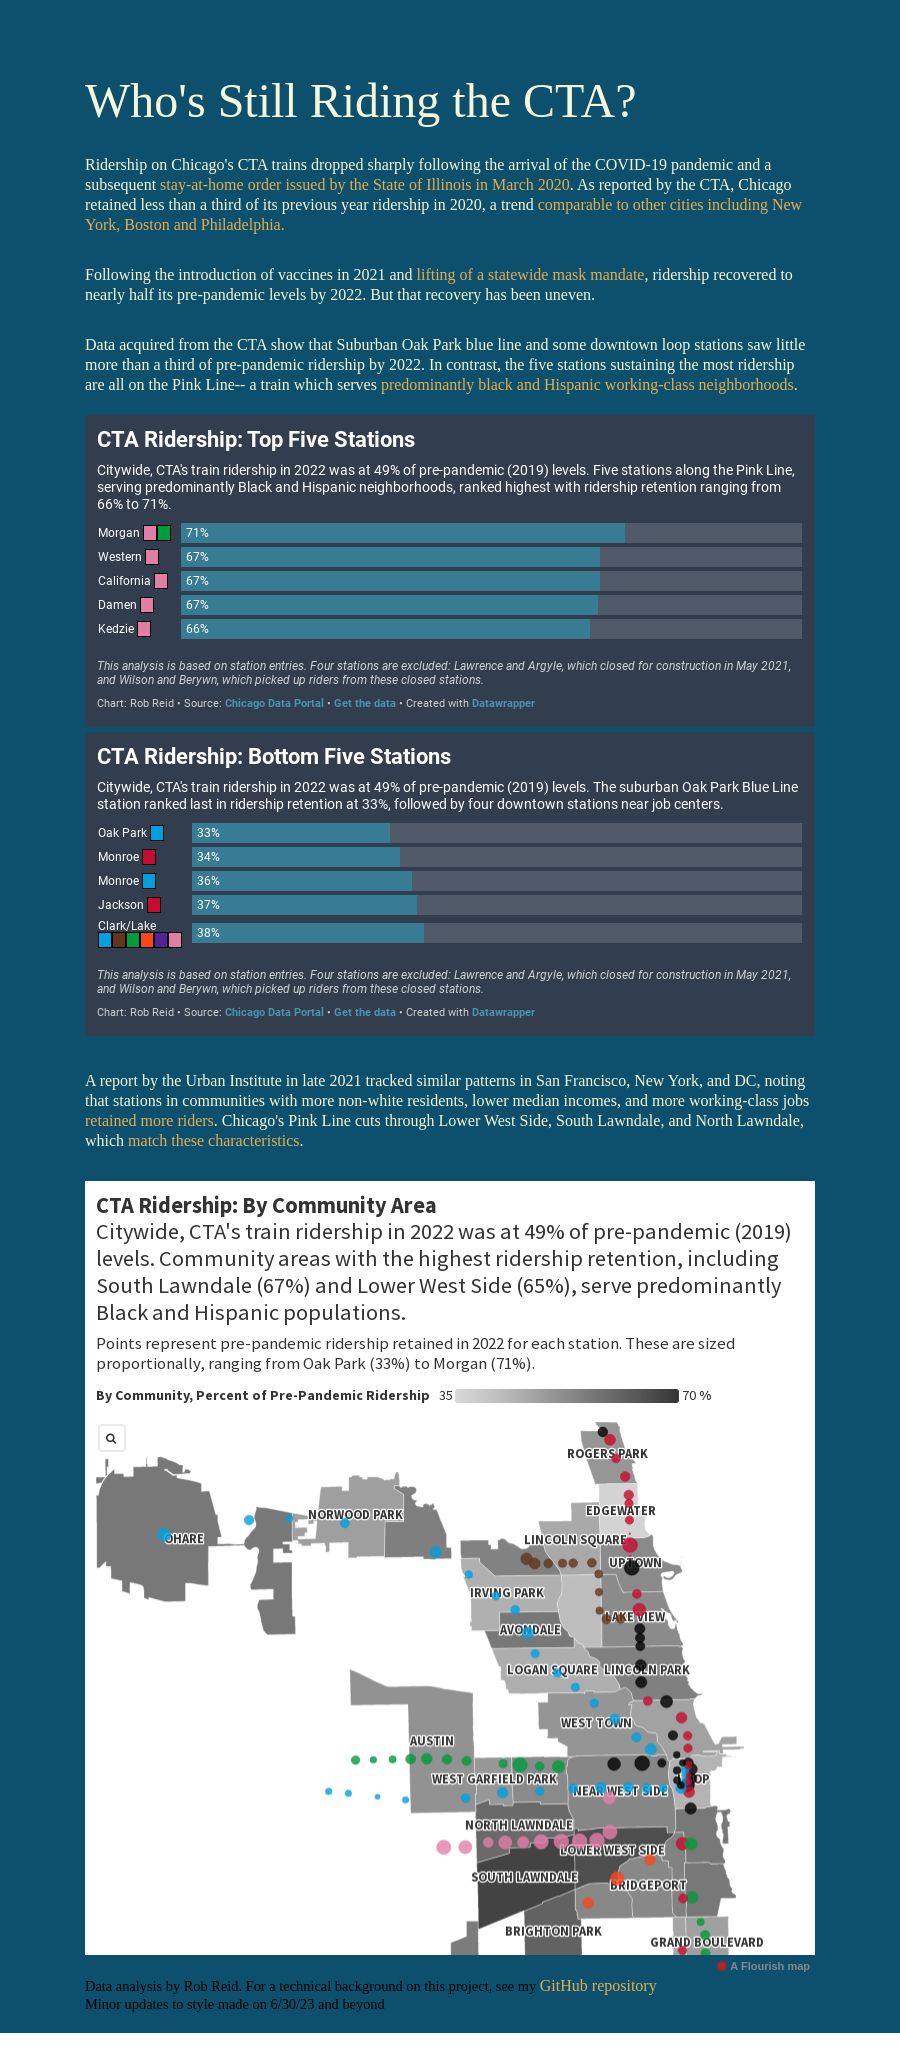 Who's Still Riding the CTA?
Ridership on Chicago's CTA trains dropped sharply following the arrival of the COVID-19 pandemic and a
subsequent stay-at-home order issued by the State of Illinois in March 2020. As reported by the CTA, Chicago
retained less than a third of its previous year ridership in 2020, a trend comparable to other cities including New
York, Boston and Philadelphia.
Following the introduction of vaccines in 2021 and lifting of a statewide mask mandate, ridership recovered to
nearly half its pre-pandemic levels by 2022. But that recovery has been uneven.
Data acquired from the CTA show that Suburban Oak Park blue line and some downtown loop stations saw little
more than a third of pre-pandemic ridership by 2022. In contrast, the five stations sustaining the most ridership
are all on the Pink Line-- a train which serves predominantly black and Hispanic working-class neighborhoods.
CTA Ridership: Top Five Stations
Citywide, CTA's train ridership in 2022 was at 49% of pre-pandemic (2019) levels. Five stations along the Pink Line,
serving predominantly Black and Hispanic neighborhoods, ranked highest with ridership retention ranging from
66% to 71%.
Morgan 71%
Western 67%
California 67%
Damen 67%
Kedzie 66%
This analysis is based on station entries. Four stations are excluded: Lawrence and Argyle, which closed for construction in May 2021,
and Wilson and Berywn, which picked up riders from these closed stations.
Chart: Rob Reid • Source: Chicago Data Portal • Get the data • Created with Datawrapper
CTA Ridership: Bottom Five Stations
Citywide, CTA's train ridership in 2022 was at 49% of pre-pandemic (2019) levels. The suburban Oak Park Blue Line
station ranked last in ridership retention at 33%, followed by four downtown stations near job centers.
Oak Park 33%
Monroe 34%
Monroe 36%
Jackson 37%
Clark/Lake 38%
This analysis is based on station entries. Four stations are excluded: Lawrence and Argyle, which closed for construction in May 2021,
and Wilson and Berywn, which picked up riders from these closed stations.
Chart: Rob Reid • Source: Chicago Data Portal • Get the data • Created with Datawrapper
A report by the Urban Institute in late 2021 tracked similar patterns in San Francisco, New York, and DC, noting
that stations in communities with more non-white residents, lower median incomes, and more working-class jobs
retained more riders. Chicago's Pink Line cuts through Lower West Side, South Lawndale, and North Lawndale,
which match these characteristics.
CTA Ridership: By Community Area
Citywide, CTA's train ridership in 2022 was at 49% of pre-pandemic (2019)
levels. Community areas with the highest ridership retention, including
South Lawndale (67%) and Lower West Side (65%), serve predominantly
Black and Hispanic populations.
Points represent pre-pandemic ridership retained in 2022 for each station. These are sized
proportionally, ranging from Oak Park (33%) to Morgan (71%).
By Community, Percent of Pre-Pandemic Ridership 35 70 %
ROGERS PARK
EDGEWATER
NORWOOD PARK
OHARE
LINCOLN SQUARE
UPTOWN
IRVING PARK
LAKE VIEW
AVONDALE
LOGAN SQUARE
LINCOLN PARK
WEST TOWN
AUSTIN
WEST GARFIELD PARK
LOOP
NEAR WEST SIDE
NORTH LAWNDALE
LOWER WEST SIDE
SOUTH LAWNDALE
BRIDGEPORT
BRIGHTON PARK
GRAND BOULEVARD
A Flourish map
Data analysis by Rob Reid. For a technical background on this project, see my GitHub repository
Minor updates to style made on 6/30/23 and beyond